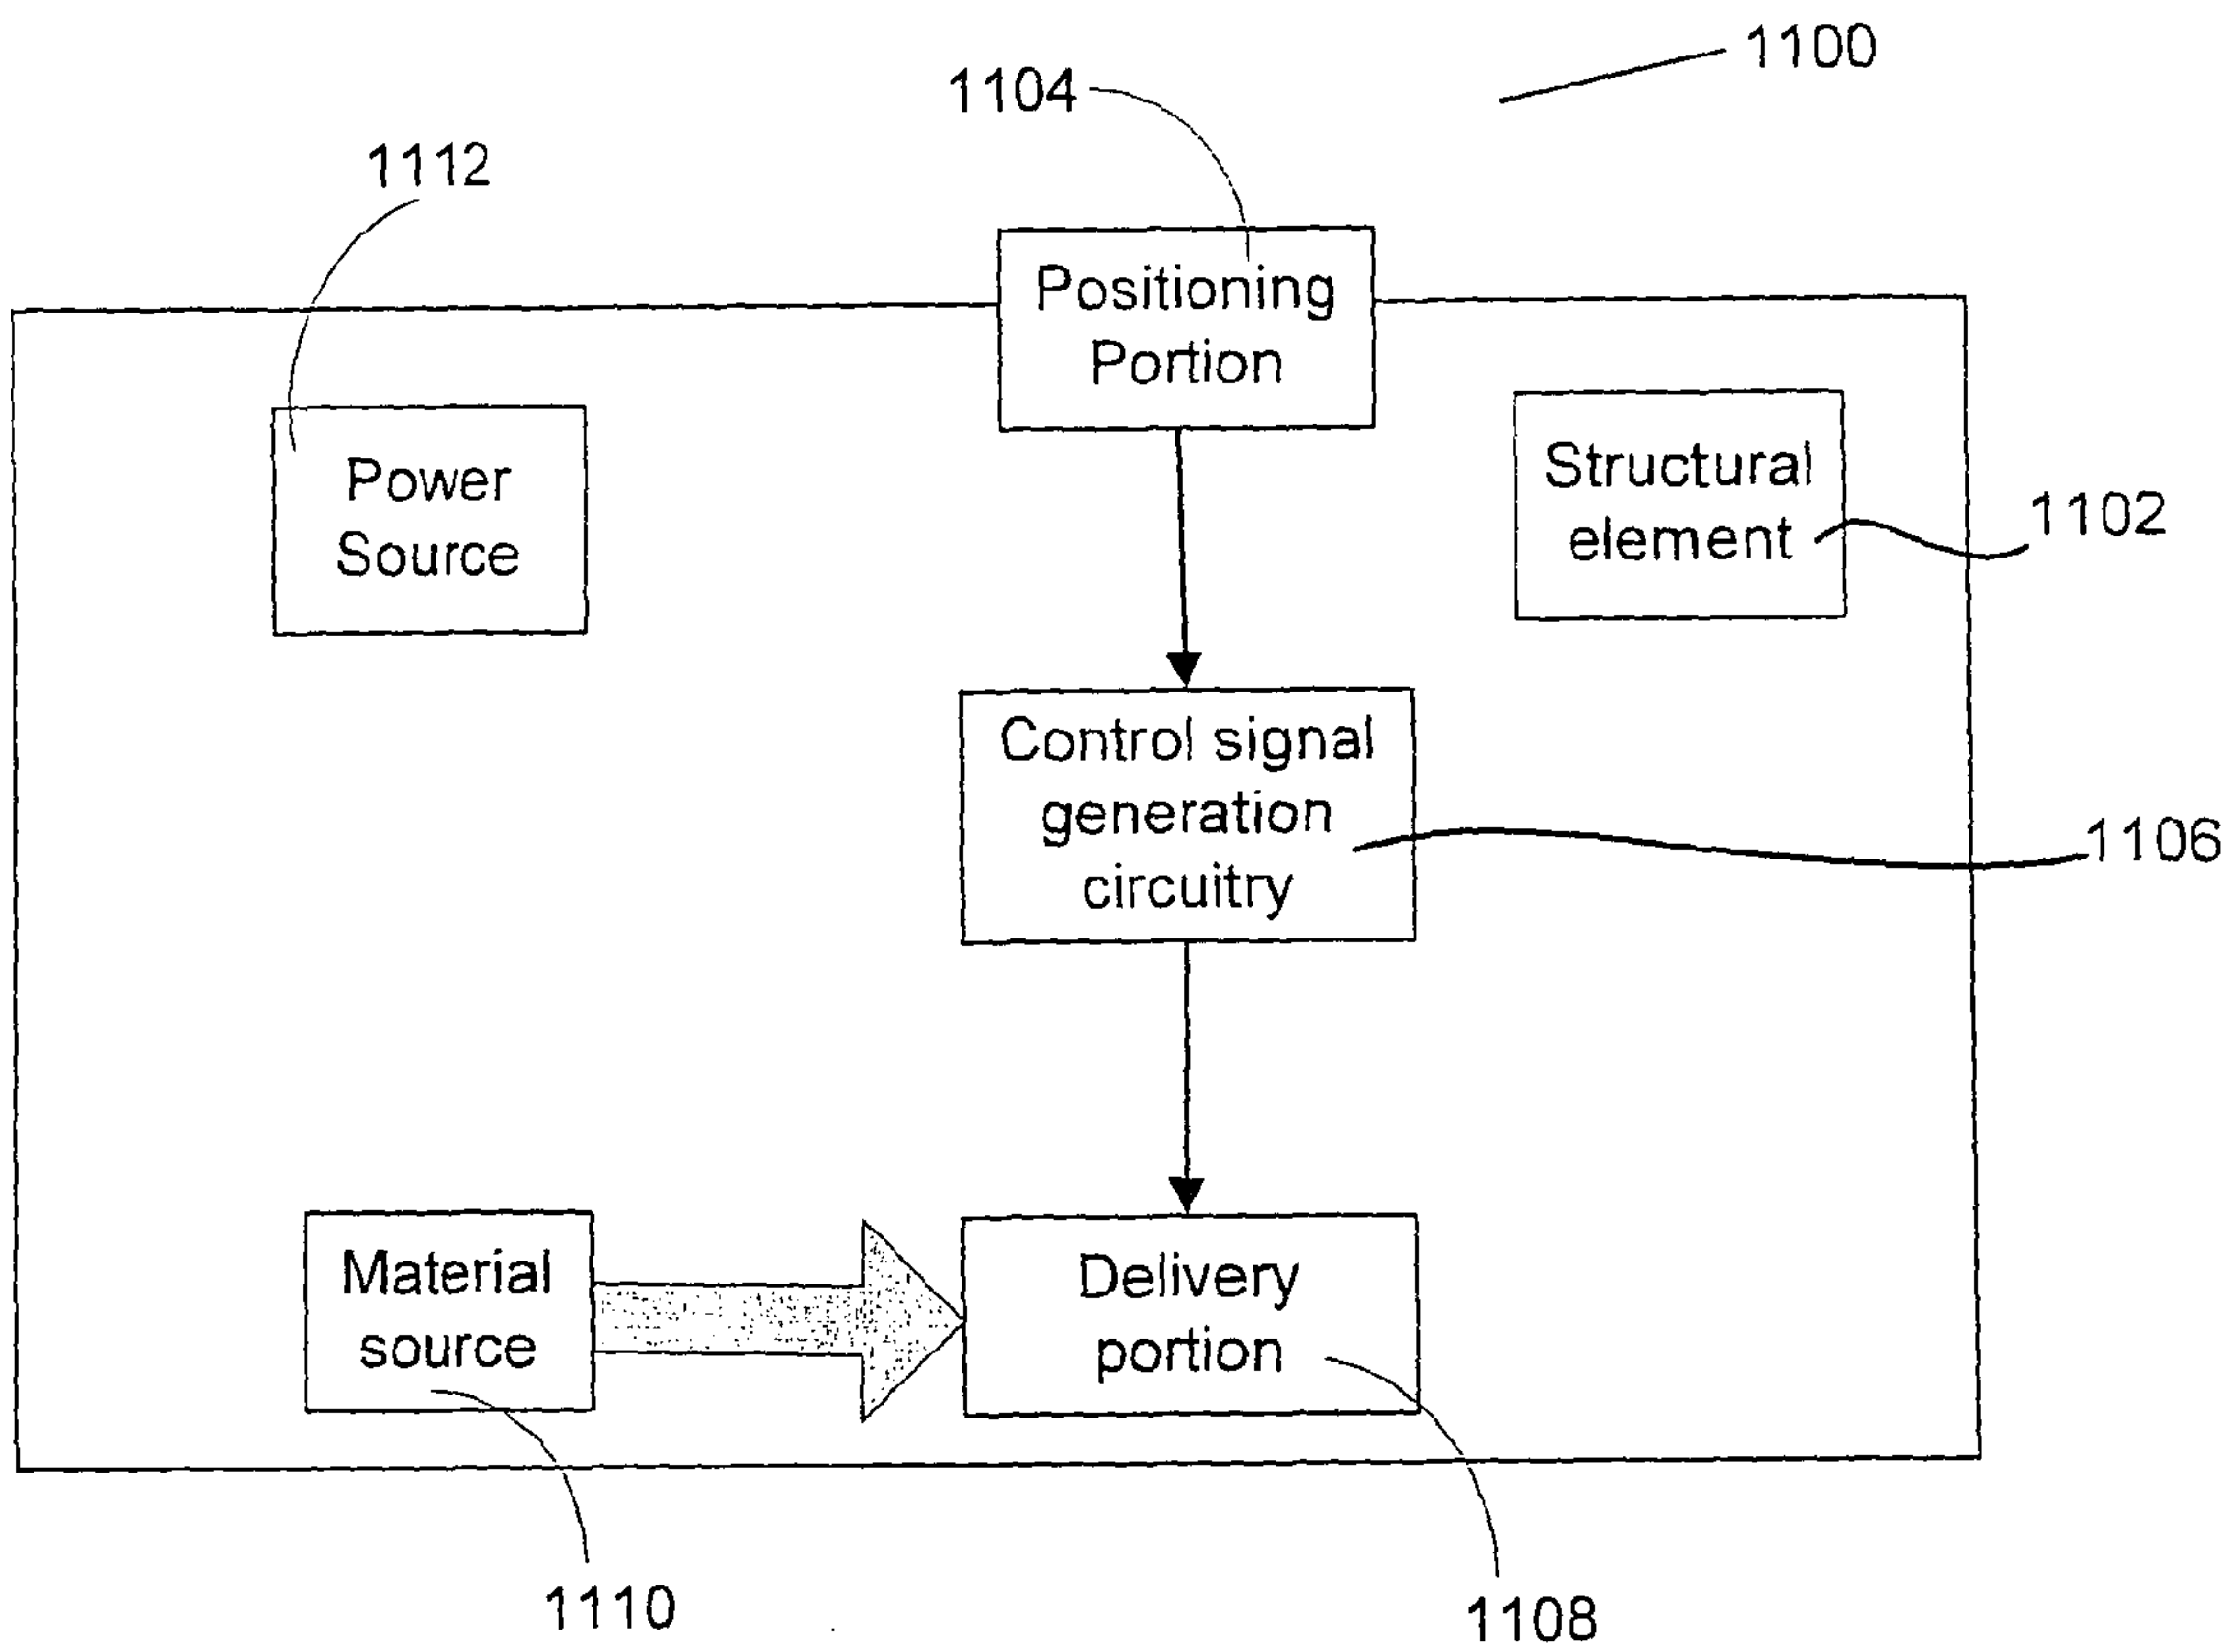 1100
1104
1112
Positioning
Portion
Power
Source
Structural
element
1102
Control signal
generation
circuitry
1106
Material
source
Delivery
portion
1110
1108